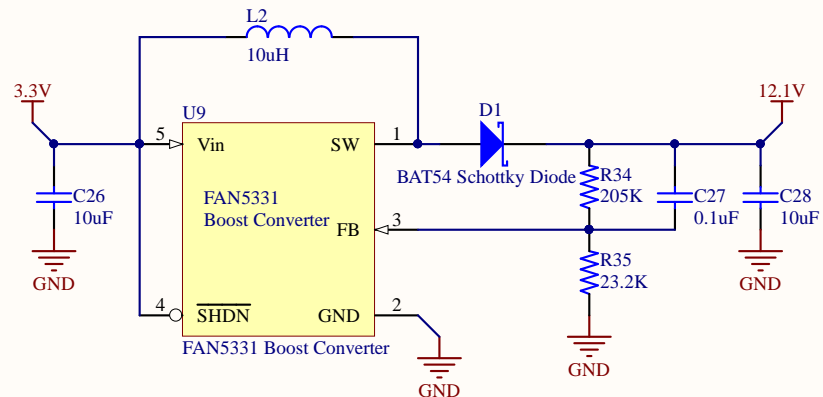 L2
10uH
3.3V
12.1V
U9
D1
5
Vin
SW
1
BAT54 Schottky Diode
FAN5331
Boost Converter
C26
10uF
R34
205K
C27
0.1uF
C28
10uF
FB
3
GND
R35
23.2K
GND
4
SHDN
GND
2
FAN5331 Boost Converter
GND
GND